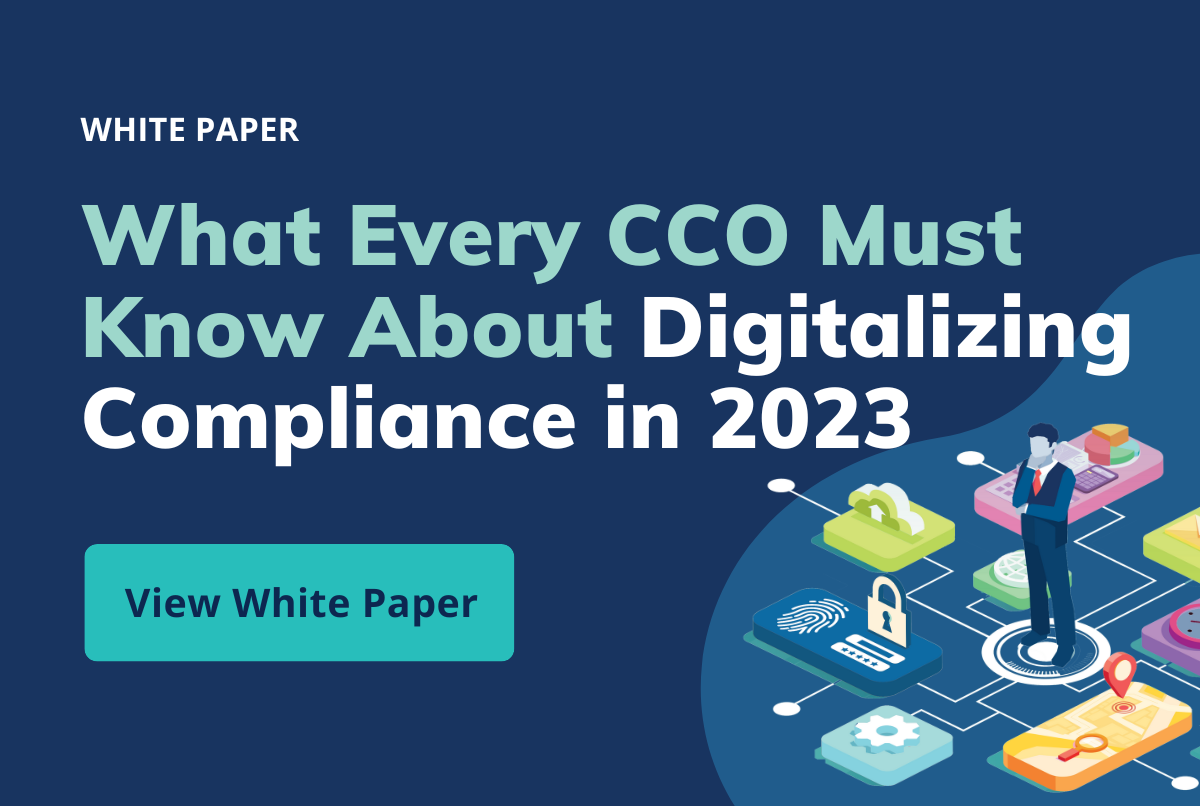 WHITE PAPER
What Every CCO Must
Know About Digitalizing
Compliance in 2023
View White Paper